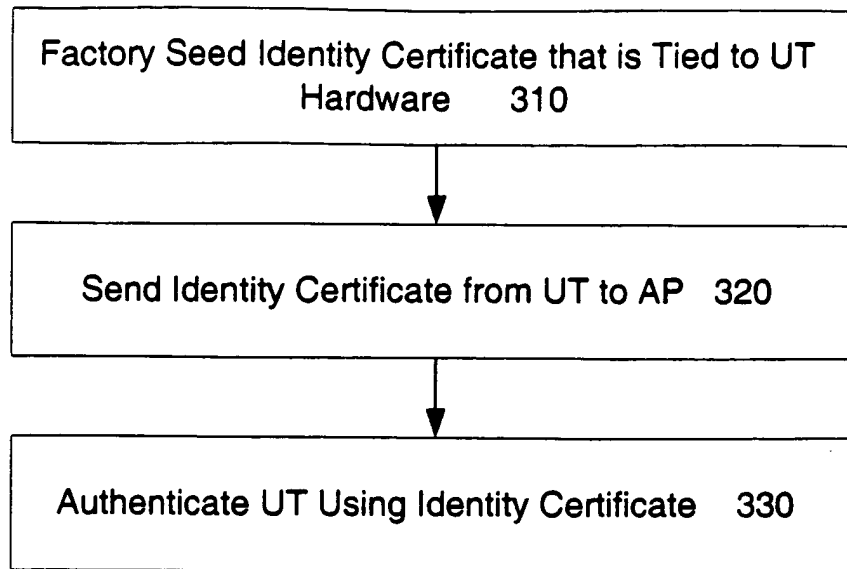 Factory Seed Identity Certificate that is Tied to UT
Hardware 310
Send Identity Certificate from UT to AP 320
Authenticate UT Using Identity Certificate 330